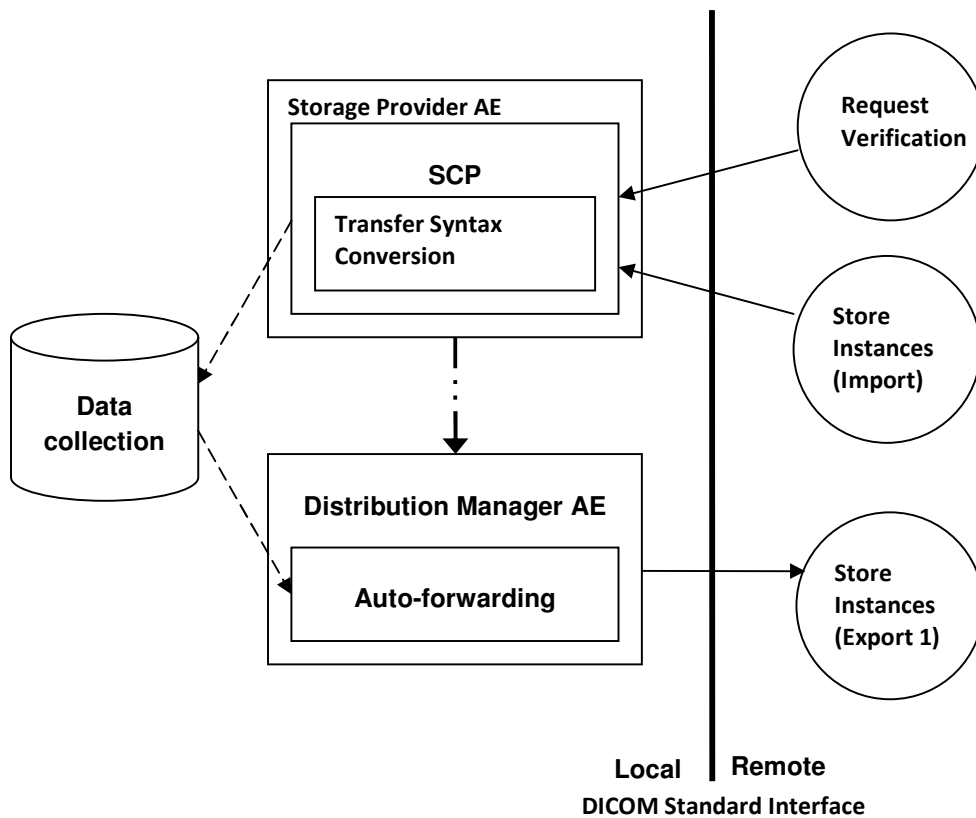 Storage Provider AE
SCP
Transfer Syntax
Conversion
Request
Verification
Store
Instances
(Import)
Data
collection
Distribution Manager AE
Auto-forwarding
Store
Instances
(Export 1)
Local
Remote
DICOM Standard Interface